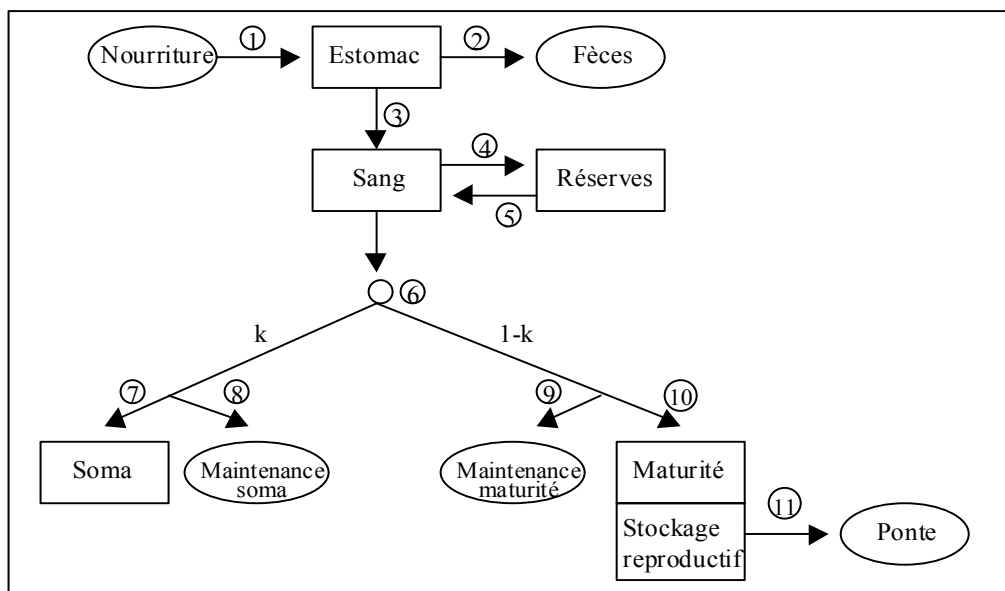 Nourriture
①
Estomac
②
Fèces
③
Sang
④
Réserves
⑤
⑥
k
1-k
⑦
⑧
⑨
⑩
Soma
Maintenance
soma
Maintenance
maturité
Maturité
Stockage
reproductif
⑪
Ponte